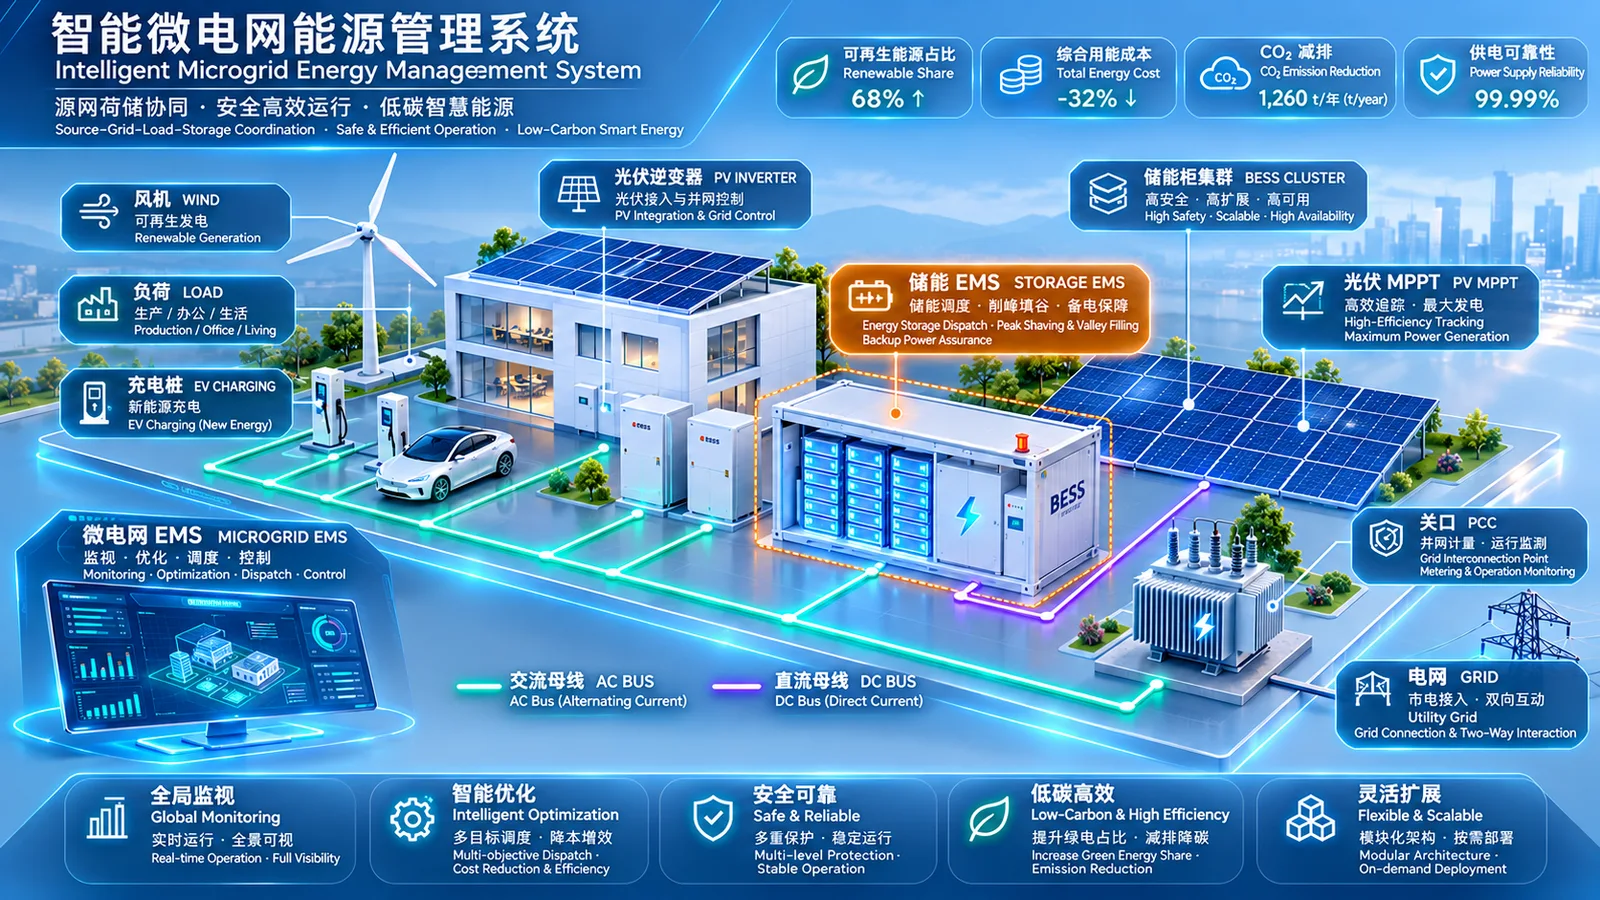 智能微电网能源管理系统
Intelligent Microgrid Energy Management System
源网荷储协同 · 安全高效运行 · 低碳智慧能源
Source-Grid-Load-Storage Coordination · Safe & Efficient Operation · Low-Carbon Smart Energy
可再生能源占比
Renewable Share
68% ↑
综合用能成本
Total Energy Cost
-32% ↓
CO₂
CO₂ 减排
CO₂ Emission Reduction
1,260 t/年 (t/year)
供电可靠性
Power Supply Reliability
99.99%
风机 WIND
可再生发电
Renewable Generation
负荷 LOAD
生产 / 办公 / 生活
Production / Office / Living
充电桩 EV CHARGING
新能源充电
EV Charging (New Energy)
光伏逆变器 PV INVERTER
光伏接入与并网控制
PV Integration & Grid Control
储能 EMS STORAGE EMS
储能调度 · 削峰填谷 · 备电保障
Energy Storage Dispatch · Peak Shaving & Valley Filling
Backup Power Assurance
储能柜集群 BESS CLUSTER
高安全 · 高扩展 · 高可用
High Safety · Scalable · High Availability
光伏 MPPT PV MPPT
高效追踪 · 最大发电
High-Efficiency Tracking
Maximum Power Generation
BESS
BESS
BESS
关口 PCC
并网计量 · 运行监测
Grid Interconnection Point
Metering & Operation Monitoring
电网 GRID
市电接入 · 双向互动
Utility Grid
Grid Connection & Two-Way Interaction
微电网 EMS MICROGRID EMS
监视 · 优化 · 调度 · 控制
Monitoring · Optimization · Dispatch · Control
交流母线 AC BUS
AC Bus (Alternating Current)
直流母线 DC BUS
DC Bus (Direct Current)
全局监视
Global Monitoring
实时运行 · 全景可视
Real-time Operation · Full Visibility
智能优化
Intelligent Optimization
多目标调度 · 降本增效
Multi-objective Dispatch ·
Cost Reduction & Efficiency
安全可靠
Safe & Reliable
多重保护 · 稳定运行
Multi-level Protection ·
Stable Operation
低碳高效
Low-Carbon & High Efficiency
提升绿电占比 · 减排降碳
Increase Green Energy Share ·
Emission Reduction
灵活扩展
Flexible & Scalable
模块化架构 · 按需部署
Modular Architecture ·
On-demand Deployment